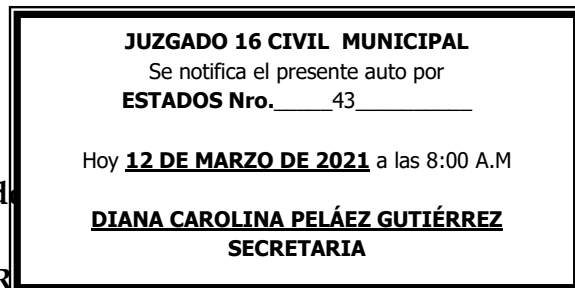 JUZGADO 16 CIVIL MUNICIPAL
Se notifica el presente auto por
ESTADOS Nro._____43__________
Hoy 12 DE MARZO DE 2021 a las 8:00 A.M
DIANA CAROLINA PELÁEZ GUTIÉRREZ
SECRETARIA